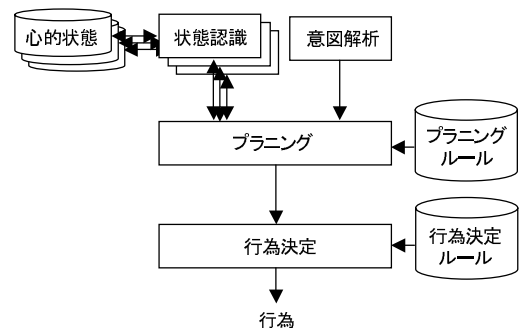 心的状態
状態認識
意図解析
プラニング
プラニング
ルール
行為決定
行為決定
ルール
行為